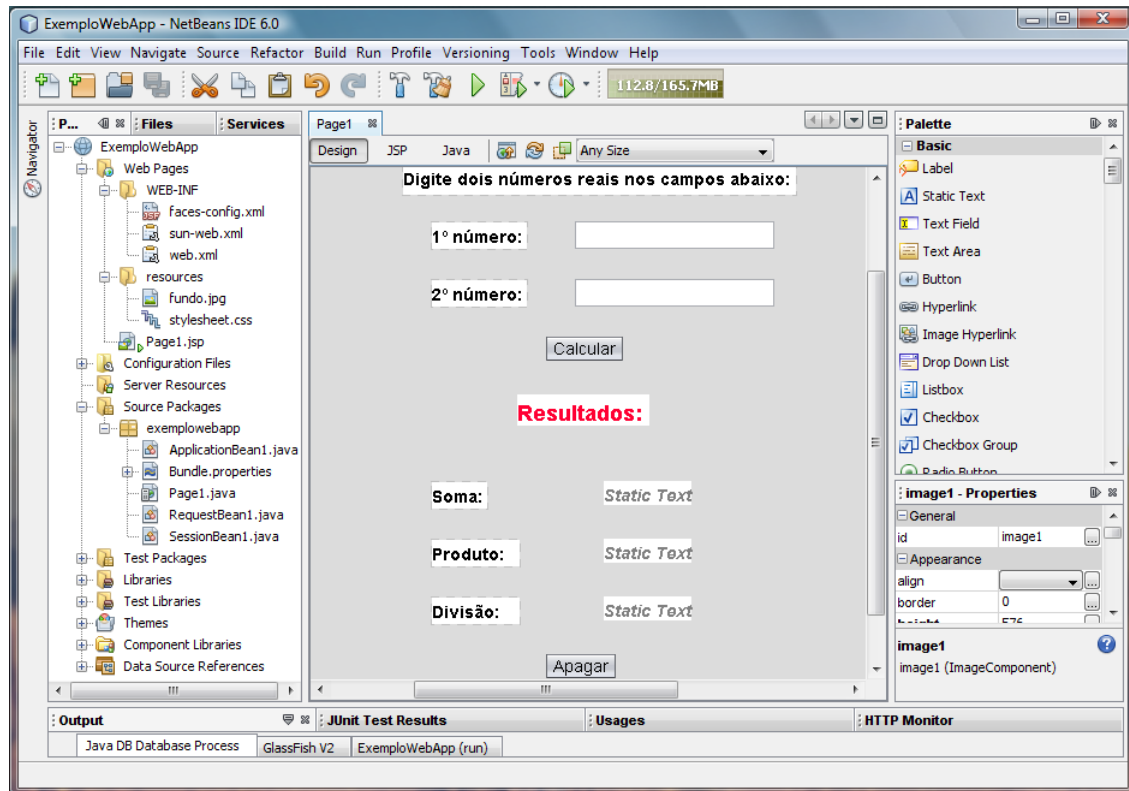 ExemploWebApp - NetBeans IDE 6.0
File Edit View Navigate Source Refactor Build Run Profile Versioning Tools Window Help
112.8/165.7MB
Navigator
P... Files Services
ExemploWebApp
Web Pages
WEB-INF
faces-config.xml
sun-web.xml
web.xml
resources
fundo.jpg
stylesheet.css
Page1.jsp
Configuration Files
Server Resources
Source Packages
exemplowebapp
ApplicationBean1.java
Bundle.properties
Page1.java
RequestBean1.java
SessionBean1.java
Test Packages
Libraries
Test Libraries
Themes
Component Libraries
Data Source References
Page1
Design JSP Java Any Size
Digite dois números reais nos campos abaixo:
1º número:
2º número:
Calcular
Resultados:
Soma: Static Text
Produto: Static Text
Divisão: Static Text
Apagar
Palette
Basic
Label
Static Text
Text Field
Text Area
Button
Hyperlink
Image Hyperlink
Drop Down List
Listbox
Checkbox
Checkbox Group
Radio Button
image1 - Properties
General
id image1
Appearance
align
border 0
height 576
image1
image1 (ImageComponent)
Output JUnit Test Results Usages HTTP Monitor
Java DB Database Process GlassFish V2 ExemploWebApp (run)